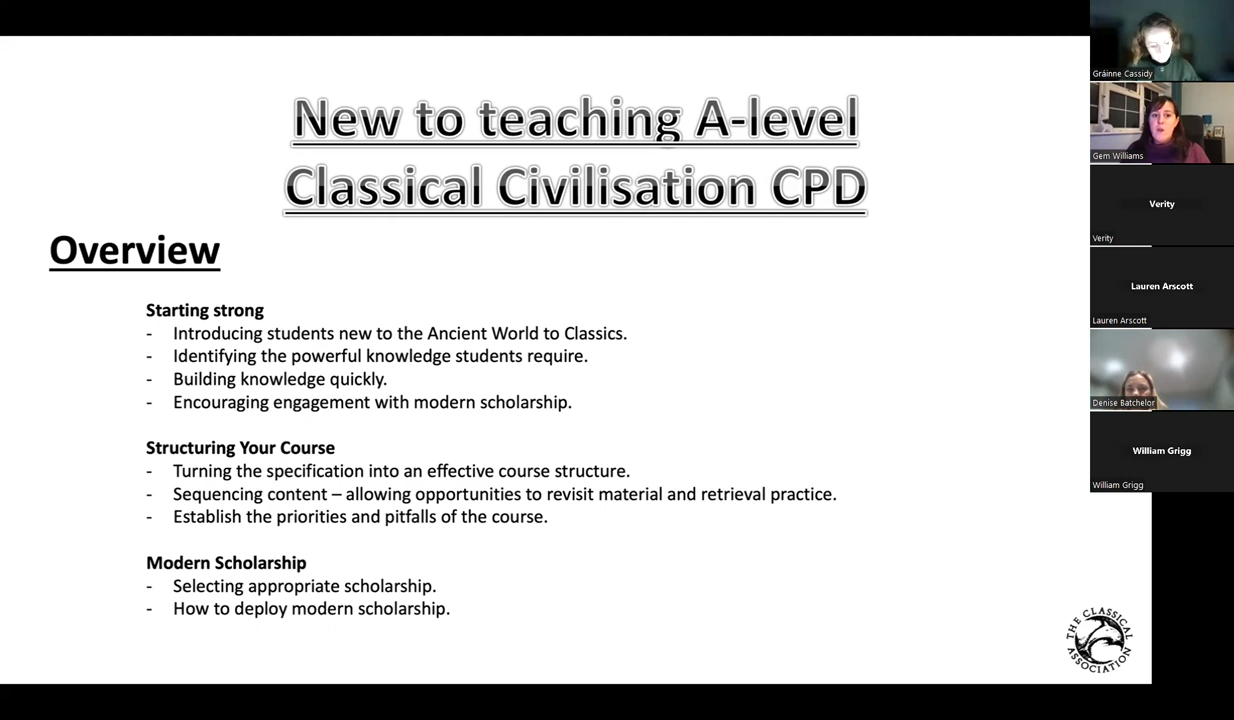 New to teaching A-level
Classical Civilisation CPD
Overview
Starting strong
- Introducing students new to the Ancient World to Classics.
- Identifying the powerful knowledge students require.
- Building knowledge quickly.
- Encouraging engagement with modern scholarship.
Structuring Your Course
- Turning the specification into an effective course structure.
- Sequencing content – allowing opportunities to revisit material and retrieval practice.
- Establish the priorities and pitfalls of the course.
Modern Scholarship
- Selecting appropriate scholarship.
- How to deploy modern scholarship.
THE CLASSICAL
ASSOCIATION
Gráinne Cassidy
Gem Williams
Verity
Verity
Lauren Arscott
Lauren Arscott
Denise Batchelor
William Grigg
William Grigg